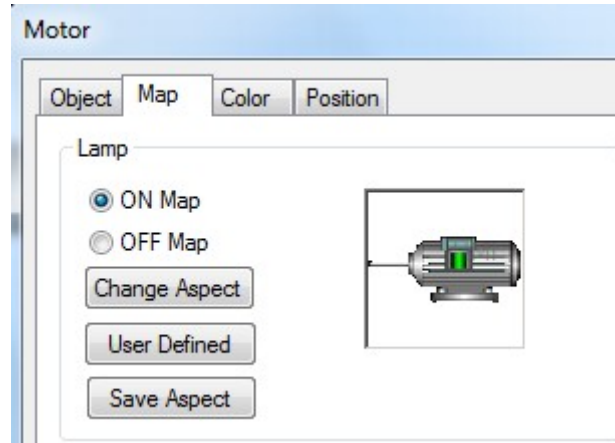 Motor
Object Map Color Position
Lamp
ON Map
OFF Map
Change Aspect
User Defined
Save Aspect